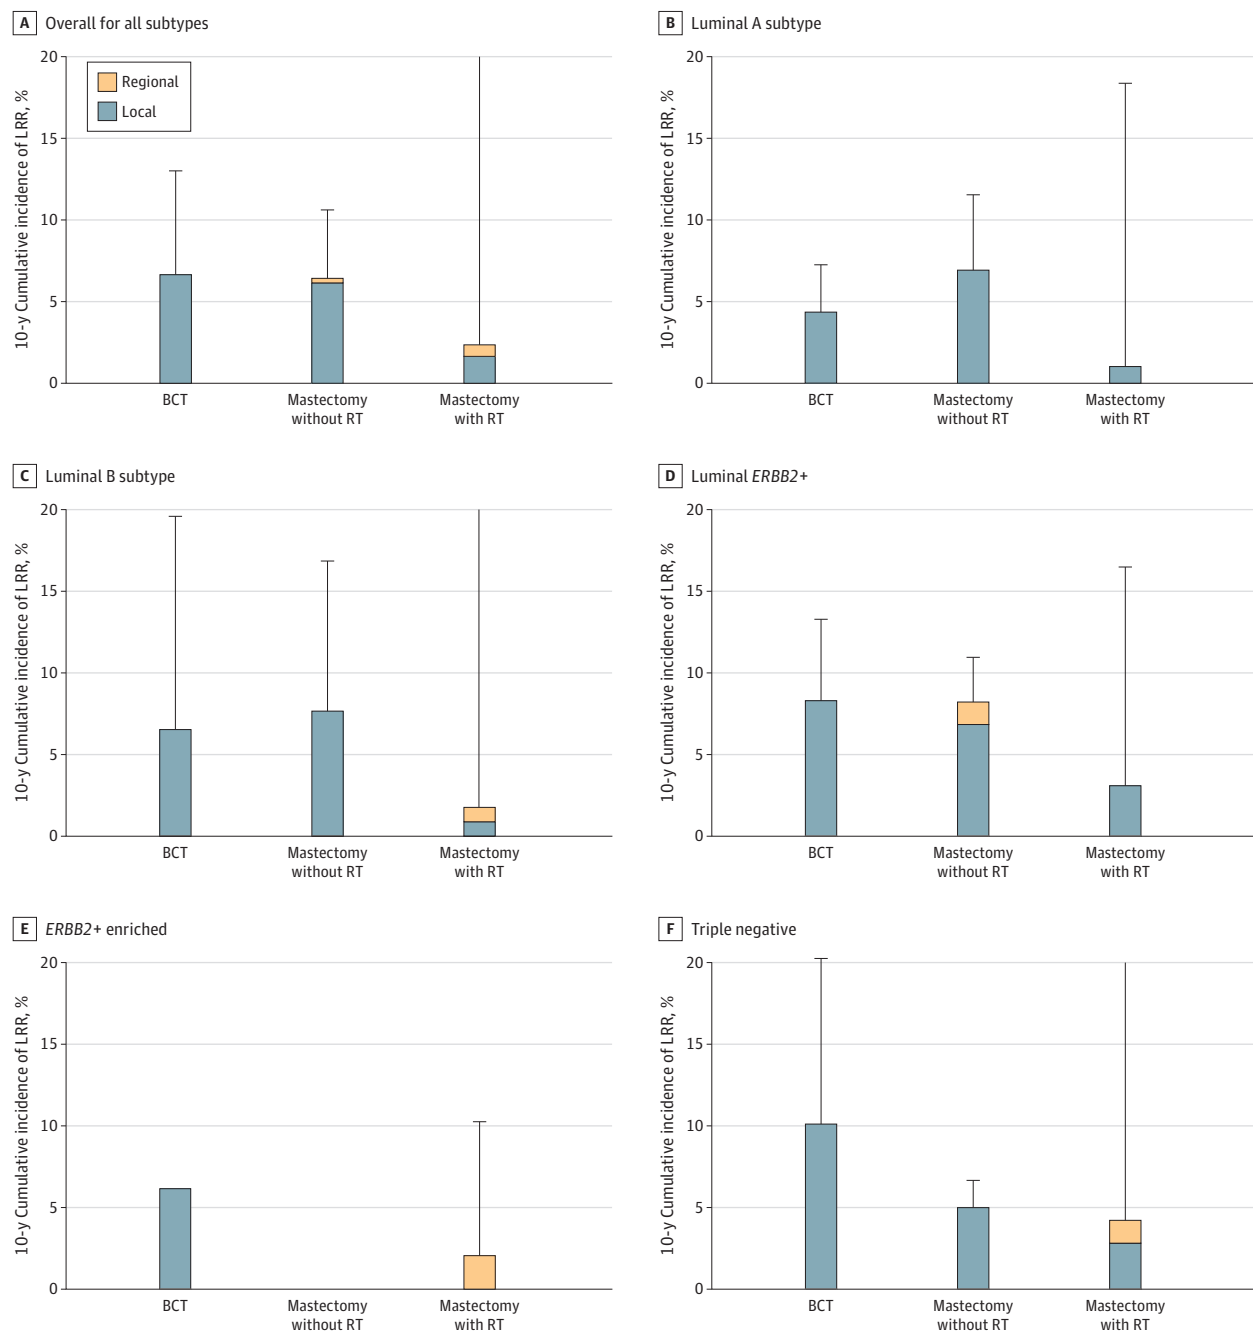 A Overall for all subtypes
10-y Cumulative incidence of LRR, %
20
15
10
5
0
Regional
Local
BCT
Mastectomy
without RT
Mastectomy
with RT
B Luminal A subtype
10-y Cumulative incidence of LRR, %
20
15
10
5
0
BCT
Mastectomy
without RT
Mastectomy
with RT
C Luminal B subtype
10-y Cumulative incidence of LRR, %
20
15
10
5
0
BCT
Mastectomy
without RT
Mastectomy
with RT
D Luminal ERBB2+
10-y Cumulative incidence of LRR, %
20
15
10
5
0
BCT
Mastectomy
without RT
Mastectomy
with RT
E ERBB2+ enriched
10-y Cumulative incidence of LRR, %
20
15
10
5
0
BCT
Mastectomy
without RT
Mastectomy
with RT
F Triple negative
10-y Cumulative incidence of LRR, %
20
15
10
5
0
BCT
Mastectomy
without RT
Mastectomy
with RT